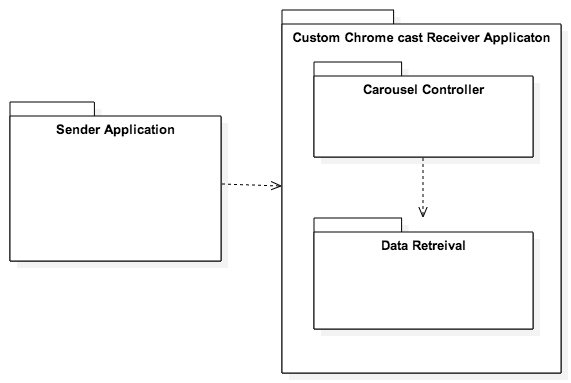 Custom Chrome cast Receiver Applicaton
Carousel Controller
Sender Application
Data Retreival